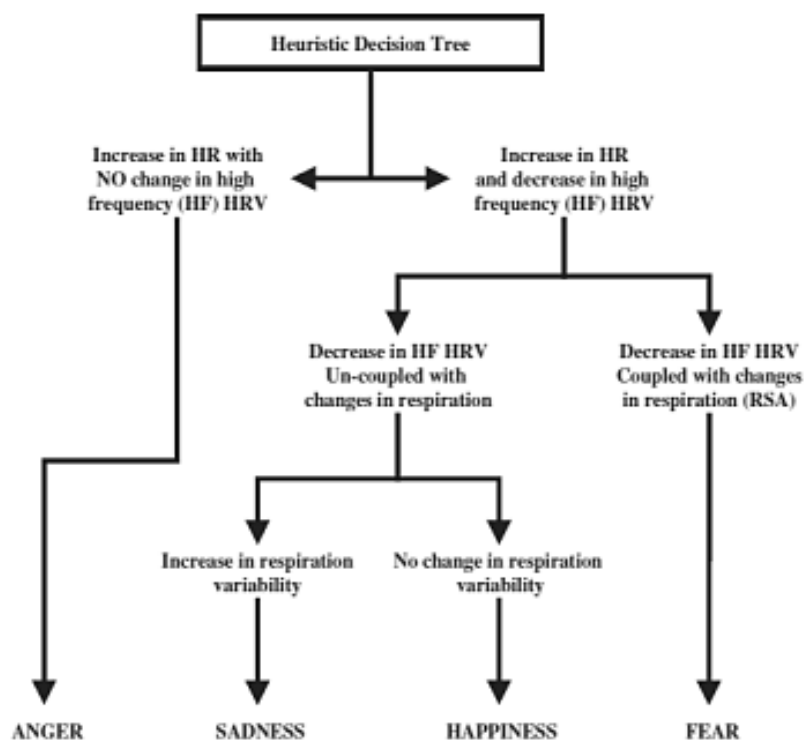 Heuristic Decision Tree
Increase in HR with
NO change in high
frequency (HF) HRV
Increase in HR
and decrease in high
frequency (HF) HRV
Decrease in HF HRV
Un-coupled with
changes in respiration
Decrease in HF HRV
Coupled with changes
in respiration (RSA)
Increase in respiration
variability
No change in respiration
variability
ANGER
SADNESS
HAPPINESS
FEAR